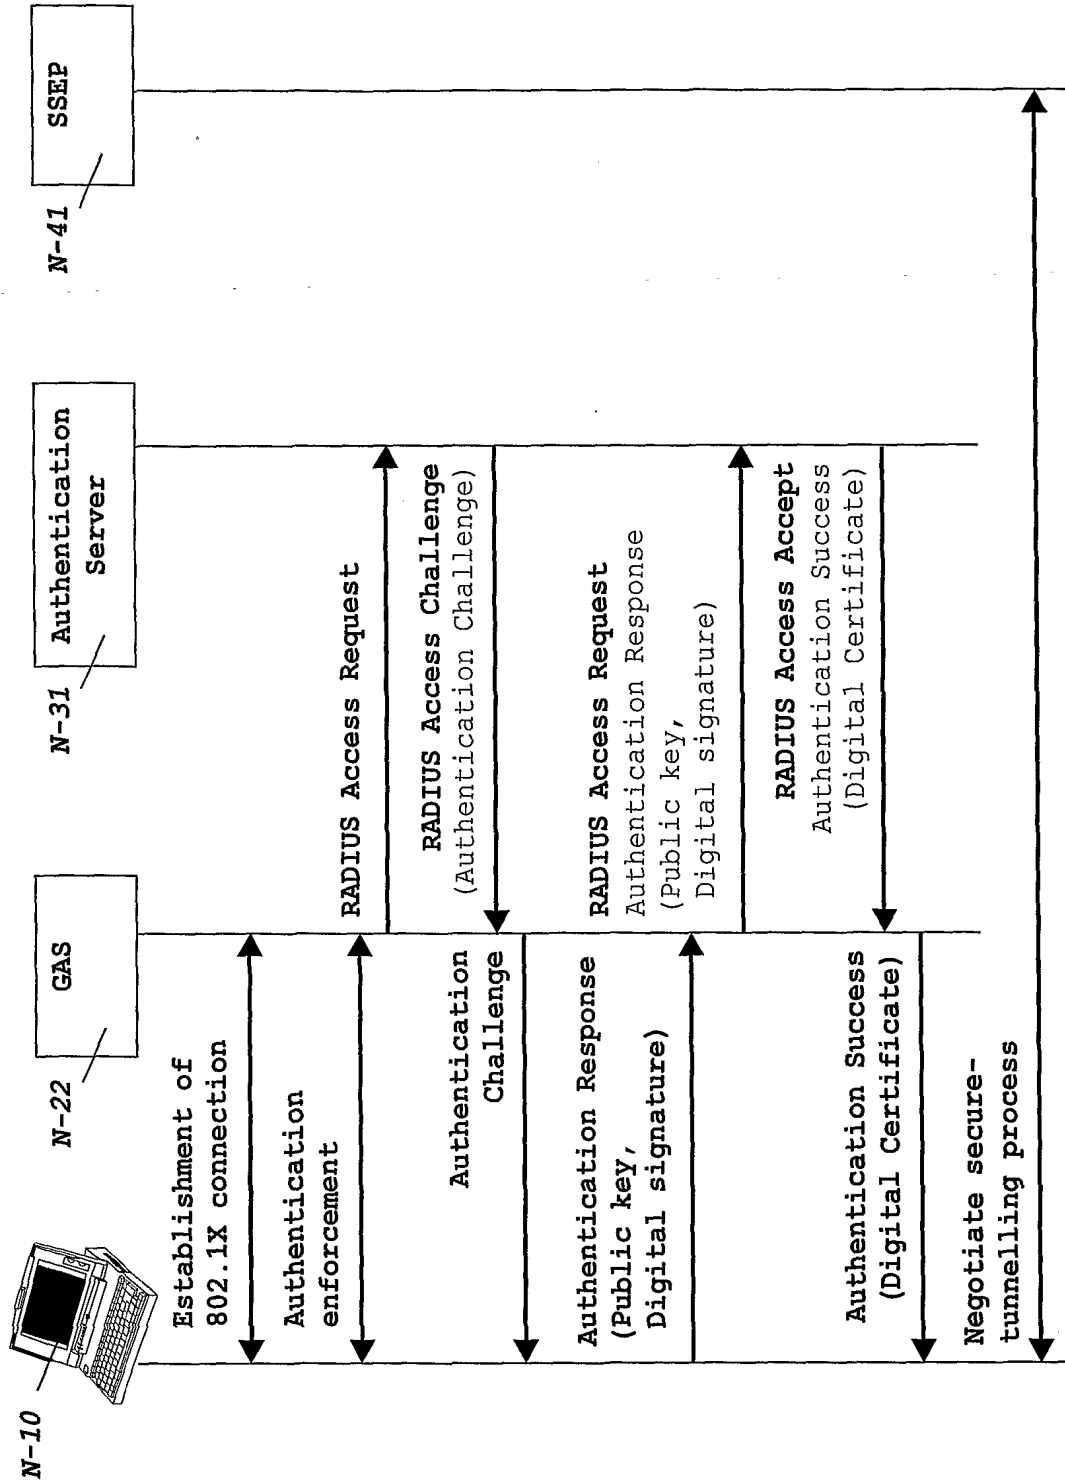 N-10
N-22
GAS
N-31
Authentication
Server
N-41
SSEP
Establishment of
802.1X connection
Authentication
enforcement
RADIUS Access Request
RADIUS Access Challenge
(Authentication Challenge)
Authentication
Challenge
Authentication Response
(Public key,
Digital signature)
RADIUS Access Request
Authentication Response
(Public key,
Digital signature)
RADIUS Access Accept
Authentication Success
(Digital Certificate)
Authentication Success
(Digital Certificate)
Negotiate secure-
tunnelling process